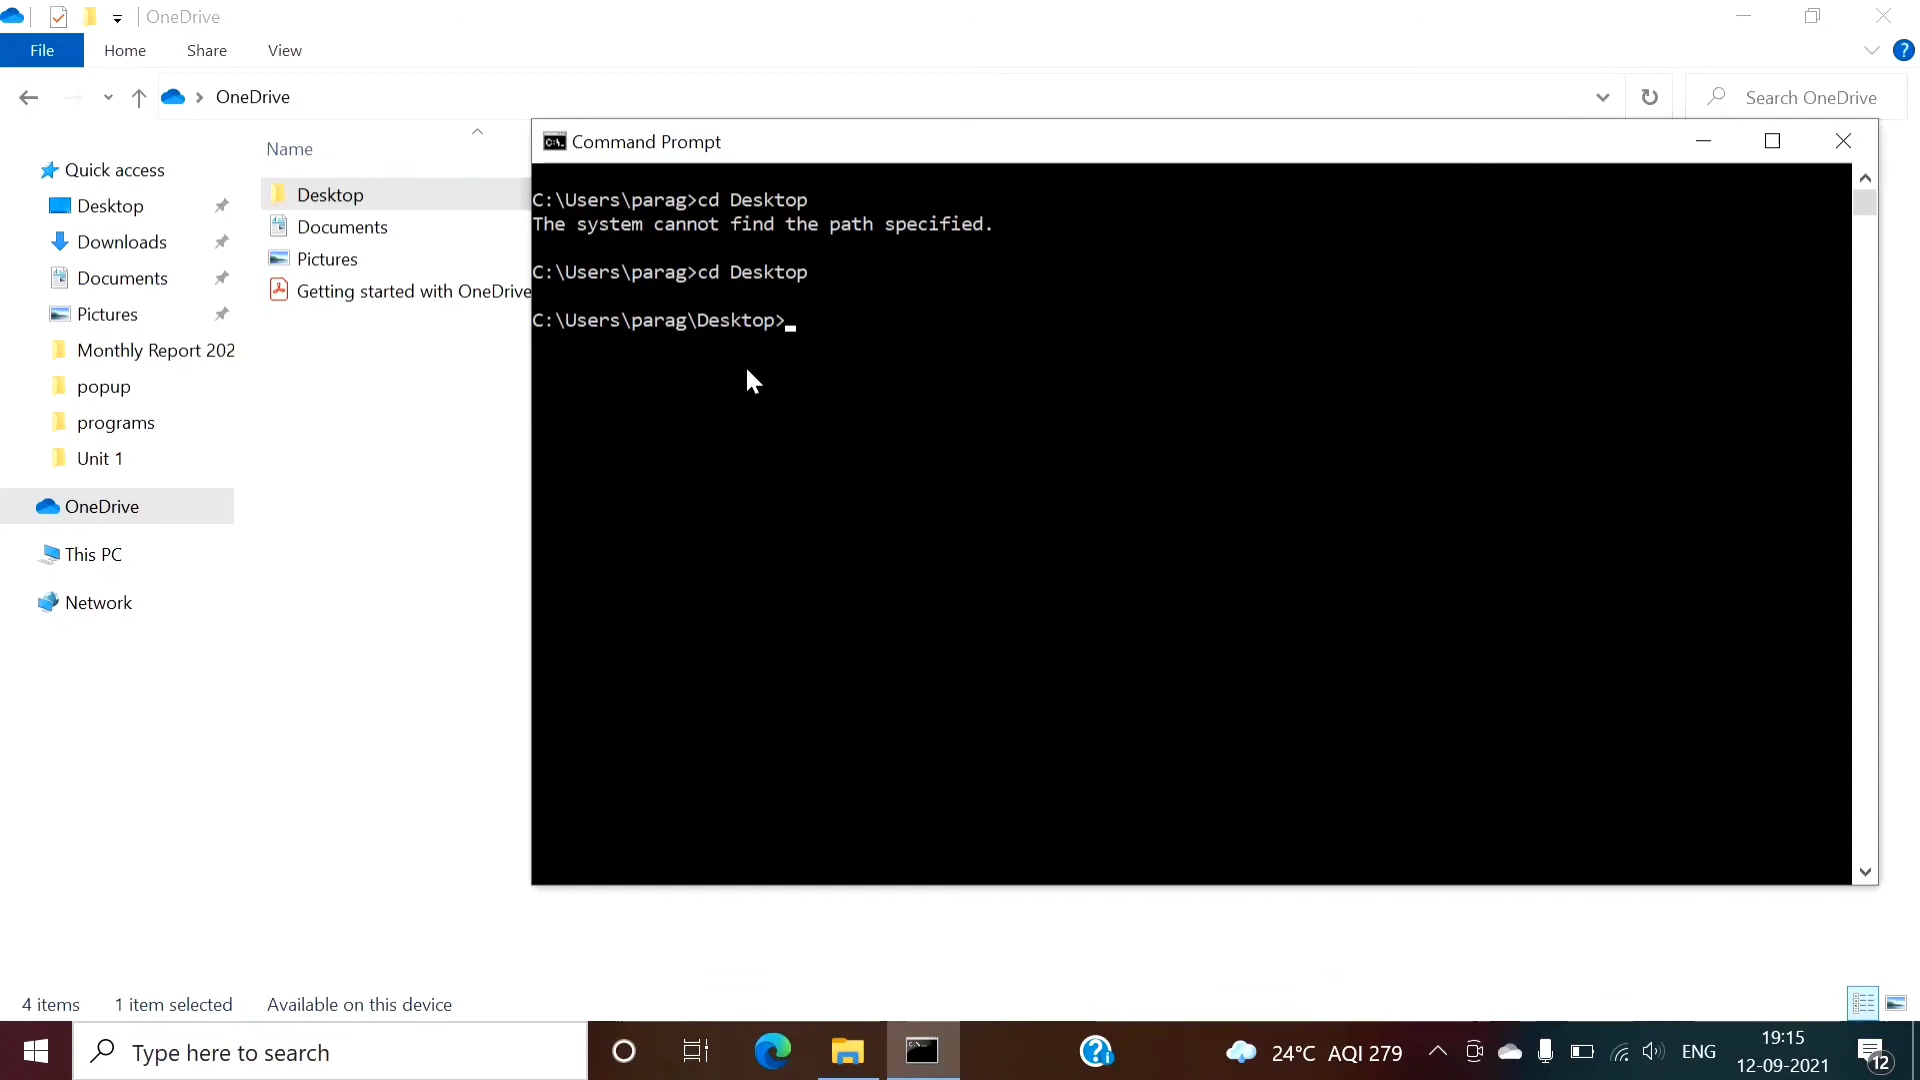 OneDrive
File Home Share View
OneDrive
Search OneDrive
Name
Quick access
Desktop
Downloads
Documents
Pictures
Monthly Report 202
popup
programs
Unit 1
OneDrive
This PC
Network
Desktop
Documents
Pictures
Getting started with OneDrive
Command Prompt
C:\Users\parag>cd Desktop
The system cannot find the path specified.
C:\Users\parag>cd Desktop
C:\Users\parag\Desktop>
4 items 1 item selected Available on this device
Type here to search
24°C AQI 279
ENG
19:15
12-09-2021
12